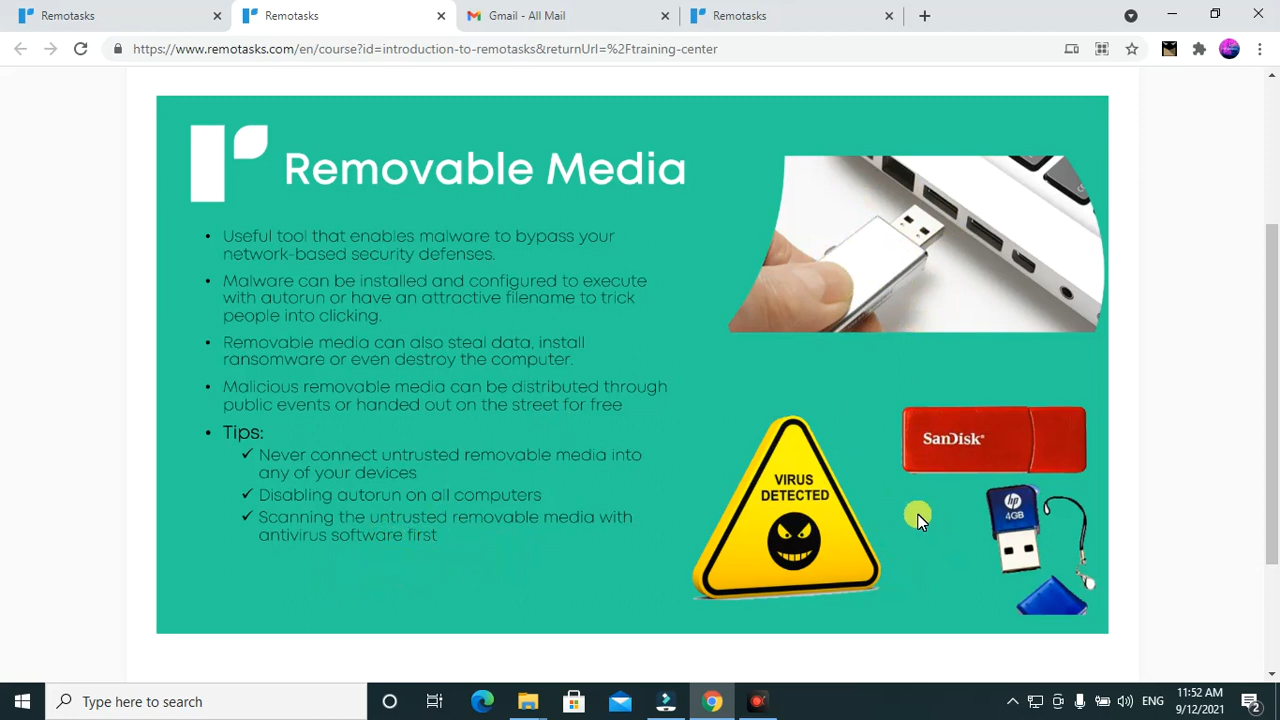 Remotasks
Remotasks
Gmail - All Mail
Remotasks
https://www.remotasks.com/en/course?id=introduction-to-remotasks&returnUrl=%2Ftraining-center
Removable Media
• Useful tool that enables malware to bypass your
network-based security defenses.
• Malware can be installed and configured to execute
with autorun or have an attractive filename to trick
people into clicking.
• Removable media can also steal data, install
ransomware or even destroy the computer.
• Malicious removable media can be distributed through
public events or handed out on the street for free
• Tips:
✓ Never connect untrusted removable media into
any of your devices
✓ Disabling autorun on all computers
✓ Scanning the untrusted removable media with
antivirus software first
VIRUS
DETECTED
SanDisk
hp
4GB
Type here to search
ENG
11:52 AM
9/12/2021
2